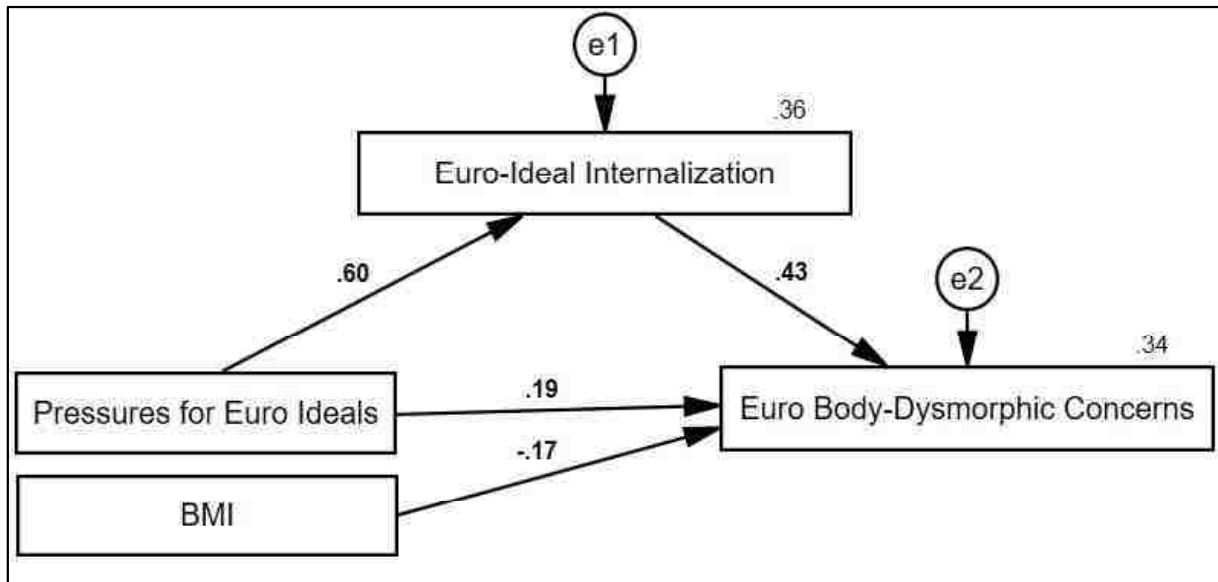 e1
.36
Euro-Ideal Internalization
.60
.43
e2
.34
Pressures for Euro Ideals
.19
Euro Body-Dysmorphic Concerns
-.17
BMI